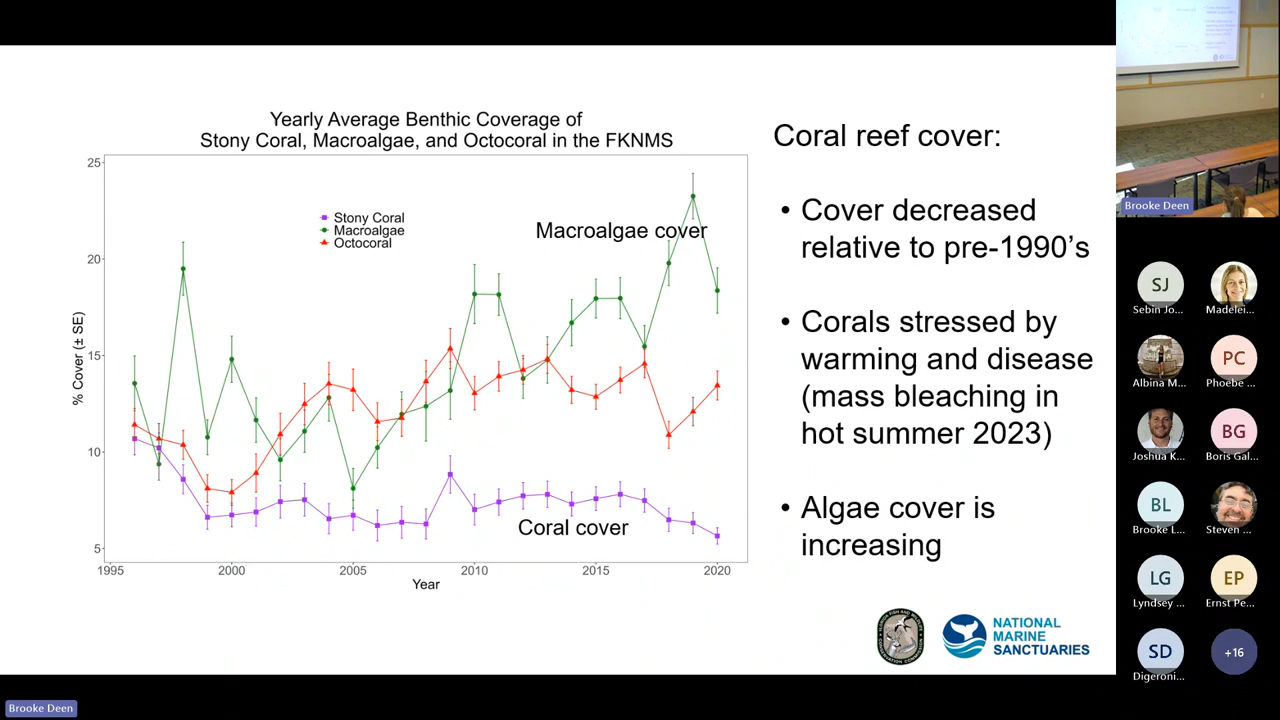 Yearly Average Benthic Coverage of
Stony Coral, Macroalgae, and Octocoral in the FKNMS
25
20
15
10
5
% Cover (± SE)
Stony Coral
Macroalgae
Octocoral
Macroalgae cover
Coral cover
1995
2000
2005
2010
2015
2020
Year
Coral reef cover:
• Cover decreased
relative to pre-1990's
• Corals stressed by
warming and disease
(mass bleaching in
hot summer 2023)
• Algae cover is
increasing
NATIONAL
MARINE
SANCTUARIES
Brooke Deen
SJ
Sebin Jo...
Madelei...
Albina M...
PC
Phoebe ...
Joshua K...
BG
Boris Gal...
BL
Brooke L...
Steven ...
LG
Lyndsey ...
EP
Ernst Pe...
SD
Digeroni...
+16
Brooke Deen